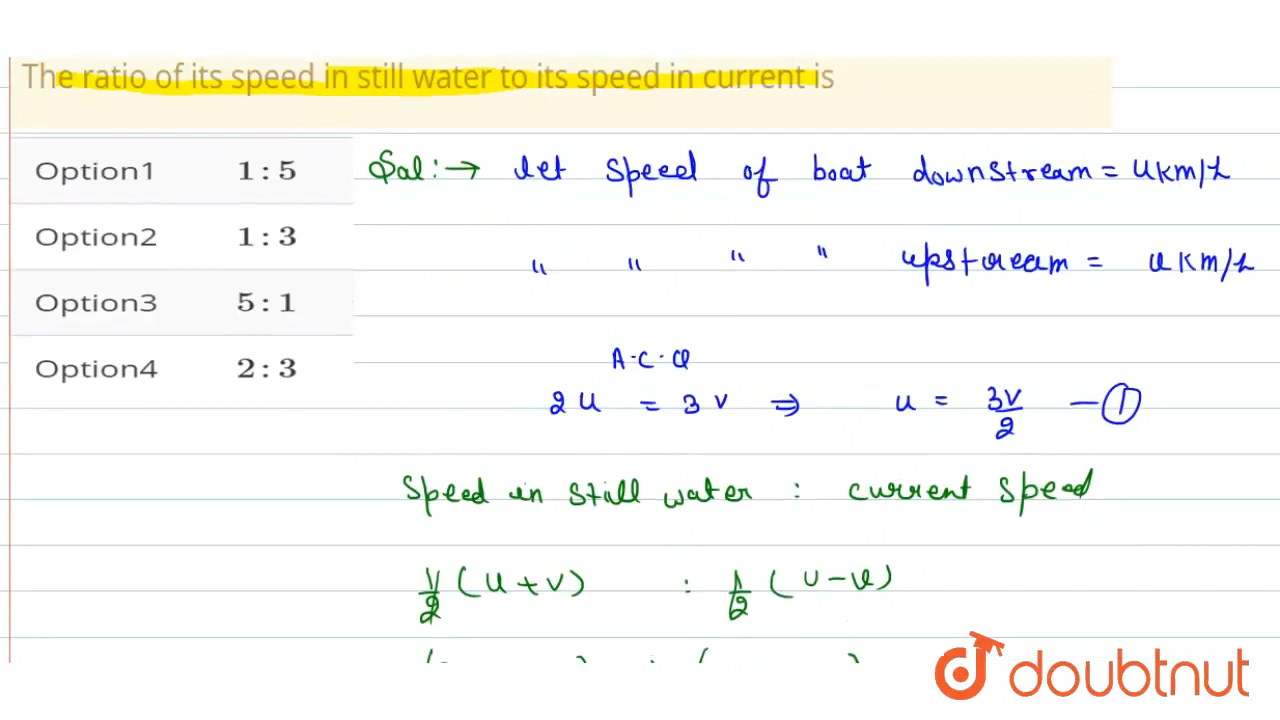 The ratio of its speed in still water to its speed in current is
Option1 1 : 5
Option2 1 : 3
Option3 5 : 1
Option4 2 : 3
Sol :→ let speed of boat downstream = u km/h
" " " " upstream = v km/h
A.C.Q
2u = 3v ⇒ u = 3v/2 — ①
Speed in still water : current speed
1/2 (u + v) : 1/2 (u - v)
doubtnut